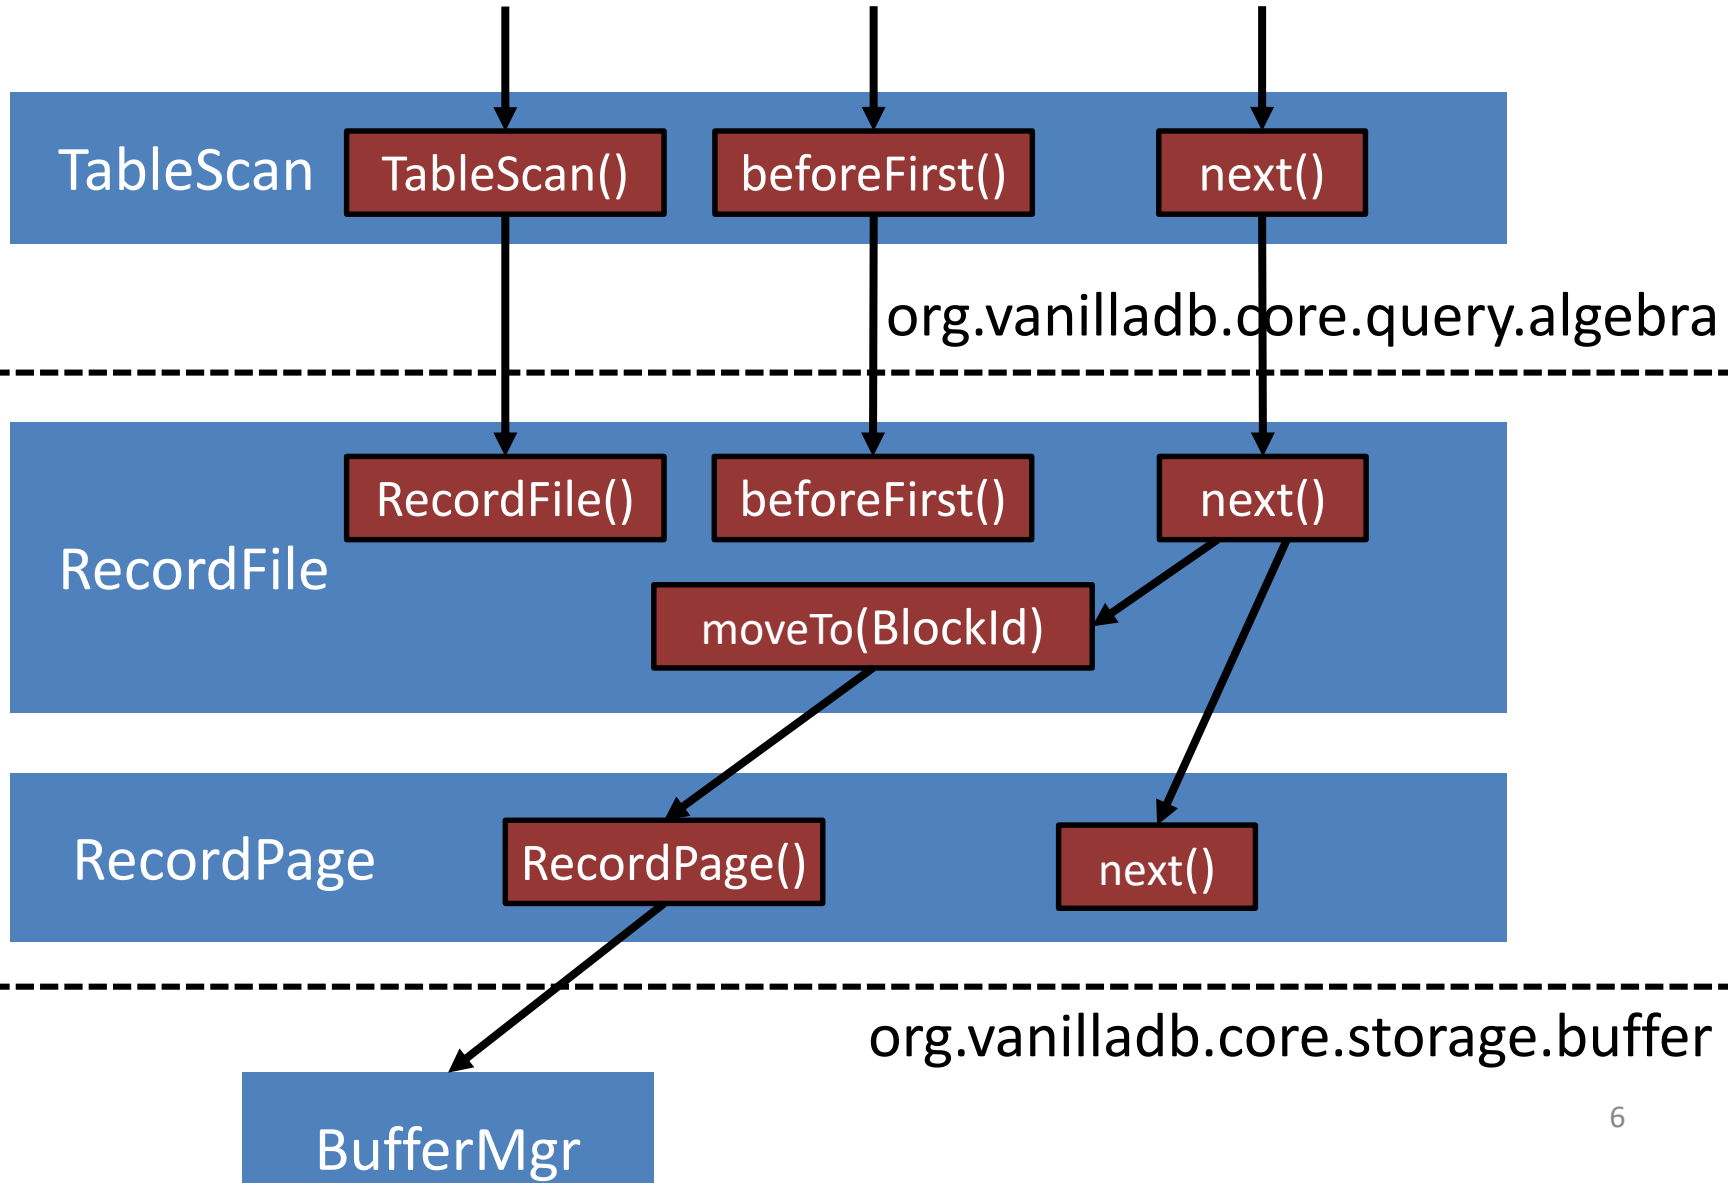 TableScan
TableScan()
beforeFirst()
next()
org.vanilladb.core.query.algebra
RecordFile
RecordFile()
beforeFirst()
next()
moveTo(BlockId)
RecordPage
RecordPage()
next()
org.vanilladb.core.storage.buffer
BufferMgr
6